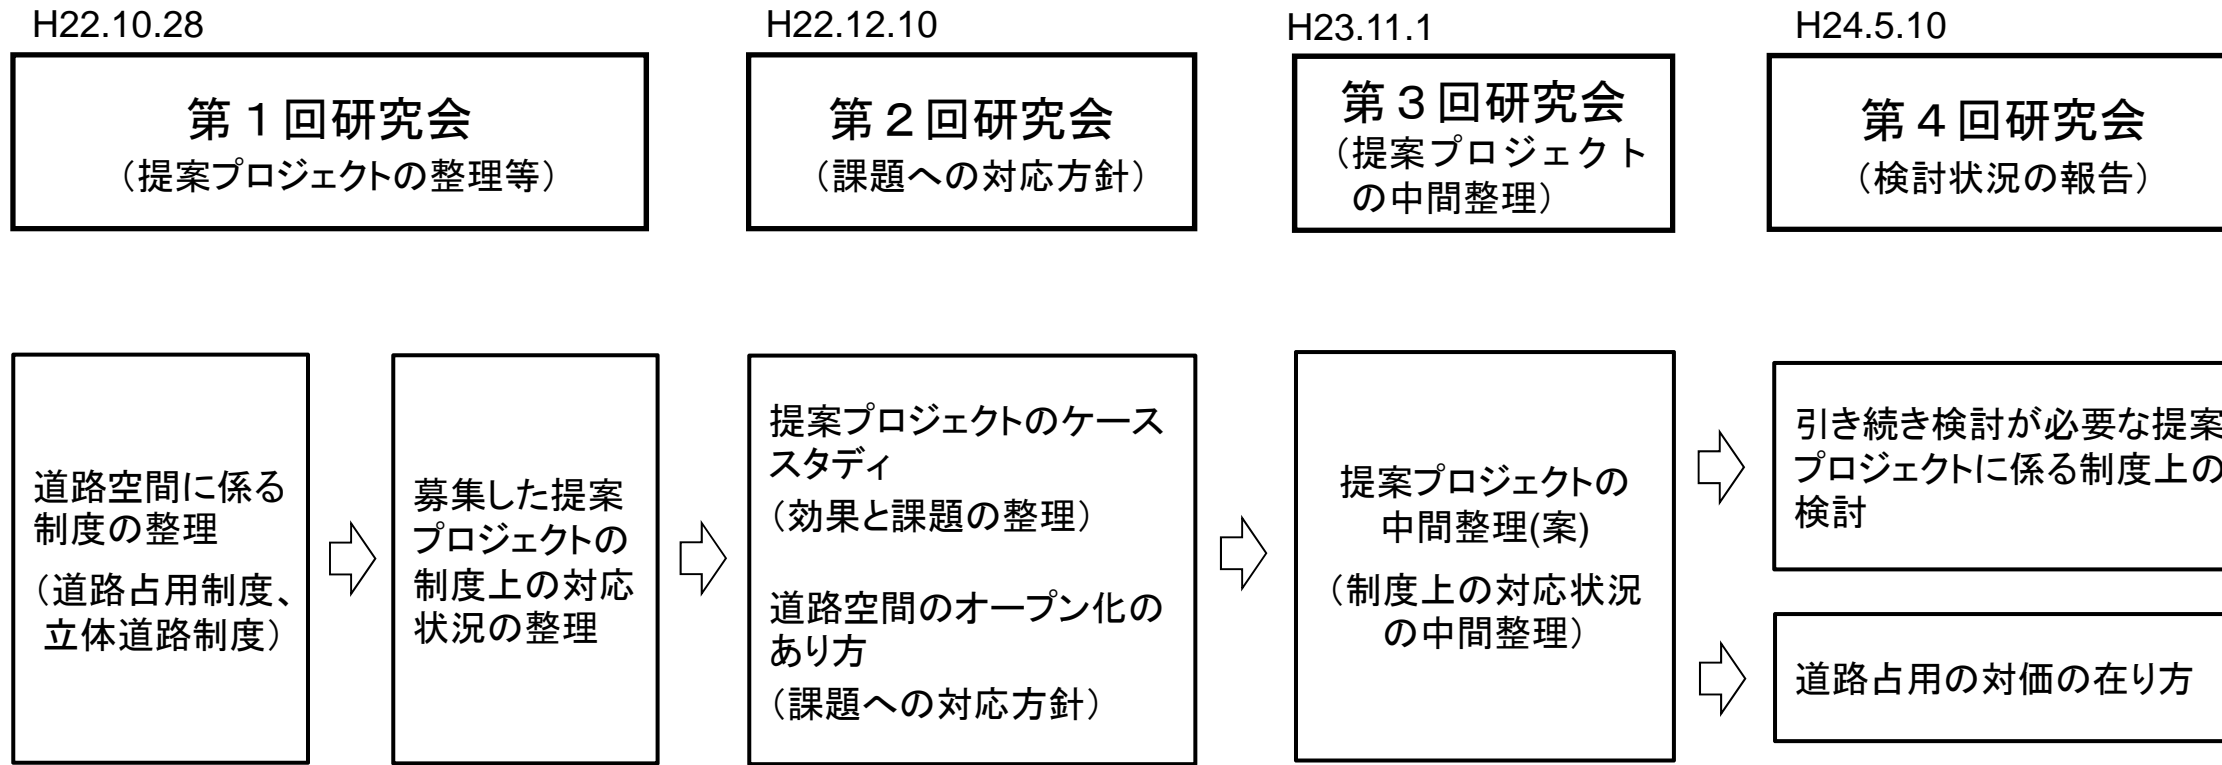 H22.10.28
第１回研究会
（提案プロジェクトの整理等）
H22.12.10
第２回研究会
（課題への対応方針）
H23.11.1
第３回研究会
（提案プロジェクト
の中間整理）
H24.5.10
第４回研究会
（検討状況の報告）
道路空間に係る
制度の整理
（道路占用制度、
立体道路制度）
募集した提案
プロジェクトの
制度上の対応
状況の整理
提案プロジェクトのケース
スタディ
（効果と課題の整理）
道路空間のオープン化の
あり方
（課題への対応方針）
提案プロジェクトの
中間整理(案)
（制度上の対応状況
の中間整理）
引き続き検討が必要な提案
プロジェクトに係る制度上の
検討
道路占用の対価の在り方